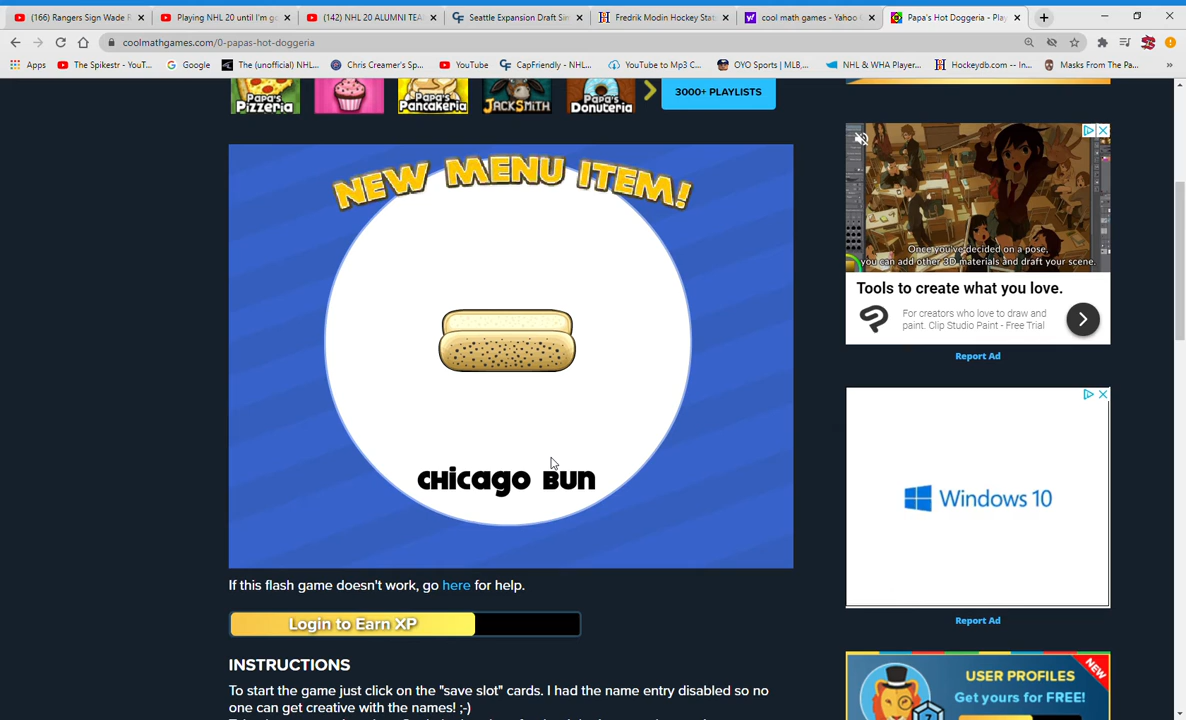 (166) Rangers Sign Wade R
Playing NHL 20 until I'm go
(142) NHL 20 ALUMNI TEA
Seattle Expansion Draft Sim
Fredrik Modin Hockey Stat
cool math games - Yahoo
Papa's Hot Doggeria - Play
coolmathgames.com/0-papas-hot-doggeria
Apps
The Spikestr - YouT...
Google
The (unofficial) NHL...
Chris Creamer's Sp...
YouTube
CapFriendly - NHL...
YouTube to Mp3 C...
OYO Sports | MLB,...
NHL & WHA Player...
Hockeydb.com -- In...
Masks From The Pa...
Papa's Pizzeria
Papa's Pancakeria
JackSmith
Papa's Donuteria
3000+ PLAYLISTS
NEW MENU ITEM!
Chicago Bun
Once you've decided on a pose,
you can add other 3D materials and draft your scene.
Tools to create what you love.
For creators who love to draw and
paint. Clip Studio Paint - Free Trial
Report Ad
Windows 10
Report Ad
If this flash game doesn't work, go here for help.
Login to Earn XP
INSTRUCTIONS
To start the game just click on the "save slot" cards. I had the name entry disabled so no
one can get creative with the names! ;-)
NEW
USER PROFILES
Get yours for FREE!